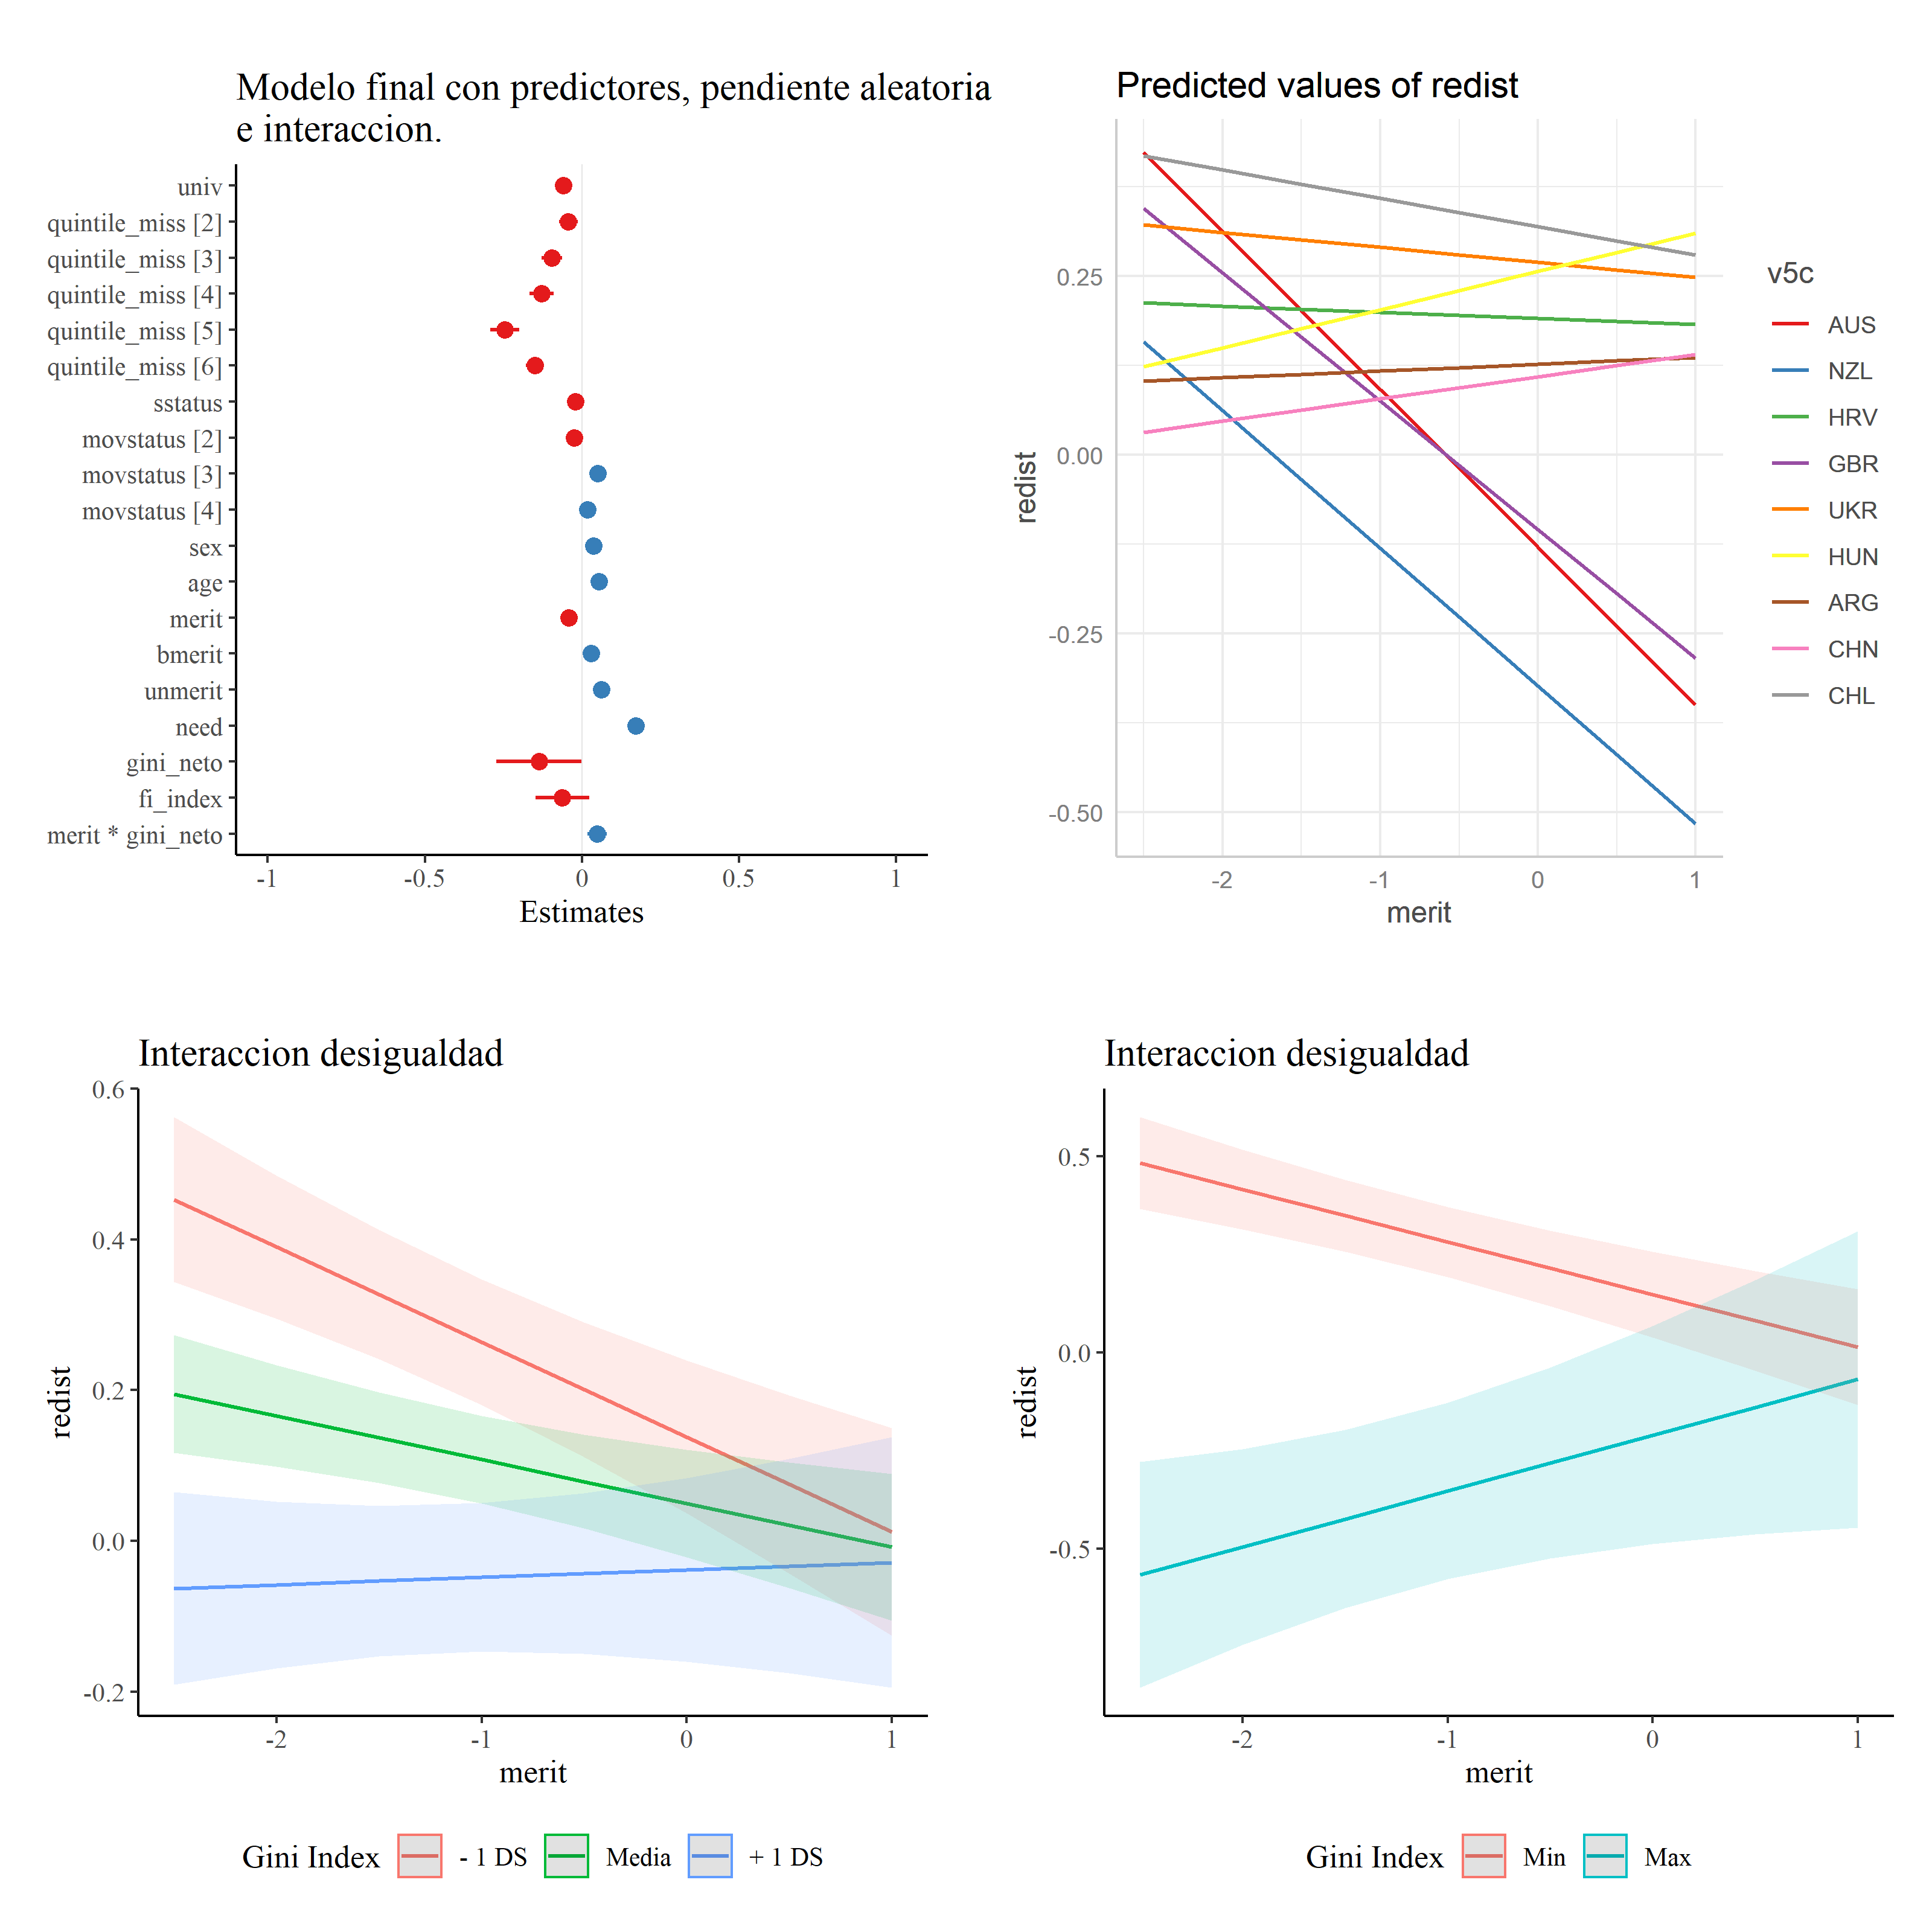 Modelo final con predictores, pendiente aleatoria
e interaccion.
univ
quintile_miss [2]
quintile_miss [3]
quintile_miss [4]
quintile_miss [5]
quintile_miss [6]
sstatus
movstatus [2]
movstatus [3]
movstatus [4]
sex
age
merit
bmerit
unmerit
need
gini_neto
fi_index
merit * gini_neto
-1 -0.5 0 0.5 1
Estimates
Predicted values of redist
0.25
0.00
-0.25
-0.50
redist
-2 -1 0 1
merit
v5c
AUS
NZL
HRV
GBR
UKR
HUN
ARG
CHN
CHL
Interaccion desigualdad
0.6
0.4
0.2
0.0
-0.2
redist
-2 -1 0 1
merit
Gini Index - 1 DS Media + 1 DS
Interaccion desigualdad
0.5
0.0
-0.5
redist
-2 -1 0 1
merit
Gini Index Min Max